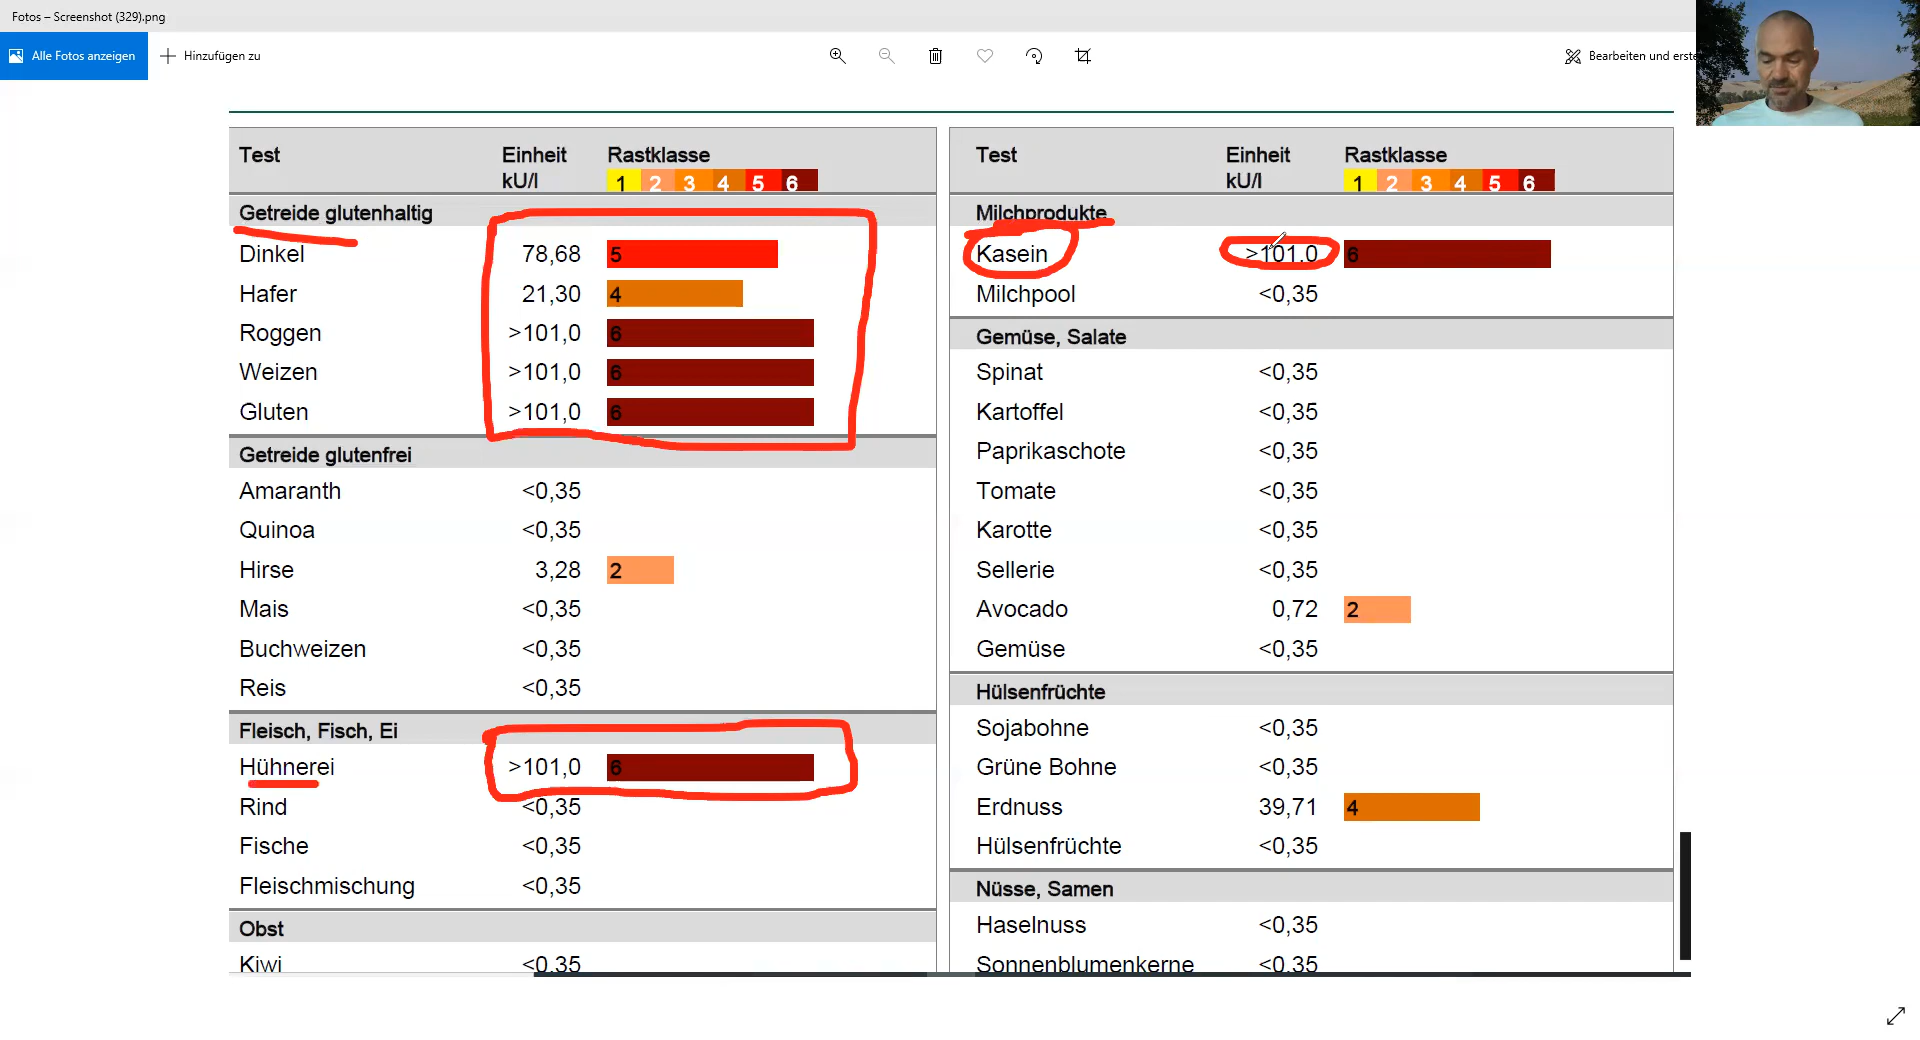 Fotos – Screenshot (329).png
Alle Fotos anzeigen
Hinzufügen zu
Bearbeiten und erste
Test Einheit Rastklasse
kU/l 1 2 3 4 5 6
Getreide glutenhaltig
Dinkel 78,68 5
Hafer 21,30 4
Roggen >101,0 6
Weizen >101,0 6
Gluten >101,0 6
Getreide glutenfrei
Amaranth <0,35
Quinoa <0,35
Hirse 3,28 2
Mais <0,35
Buchweizen <0,35
Reis <0,35
Fleisch, Fisch, Ei
Hühnerei >101,0 6
Rind <0,35
Fische <0,35
Fleischmischung <0,35
Obst
Kiwi <0,35
Test Einheit Rastklasse
kU/l 1 2 3 4 5 6
Milchprodukte
Kasein >101,0 6
Milchpool <0,35
Gemüse, Salate
Spinat <0,35
Kartoffel <0,35
Paprikaschote <0,35
Tomate <0,35
Karotte <0,35
Sellerie <0,35
Avocado 0,72 2
Gemüse <0,35
Hülsenfrüchte
Sojabohne <0,35
Grüne Bohne <0,35
Erdnuss 39,71 4
Hülsenfrüchte <0,35
Nüsse, Samen
Haselnuss <0,35
Sonnenblumenkerne <0,35